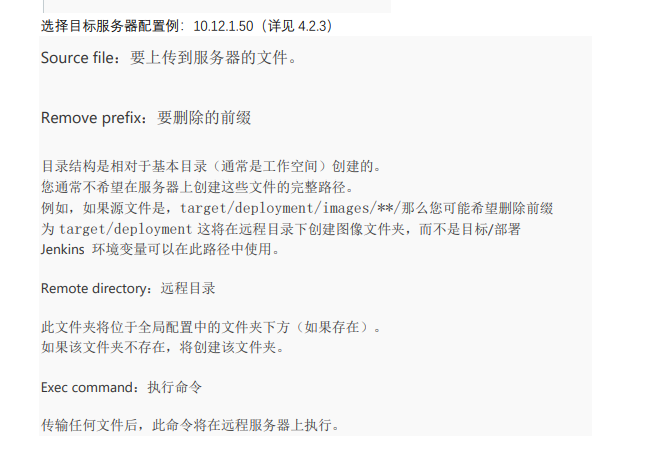 选择目标服务器配置例：10.12.1.50（详见 4.2.3）
Source file：要上传到服务器的文件。
Remove prefix：要删除的前缀
目录结构是相对于基本目录（通常是工作空间）创建的。
您通常不希望在服务器上创建这些文件的完整路径。
例如，如果源文件是，target/deployment/images/**/那么您可能希望删除前缀
为 target/deployment 这将在远程目录下创建图像文件夹，而不是目标/部署
Jenkins 环境变量可以在此路径中使用。
Remote directory：远程目录
此文件夹将位于全局配置中的文件夹下方（如果存在）。
如果该文件夹不存在，将创建该文件夹。
Exec command：执行命令
传输任何文件后，此命令将在远程服务器上执行。